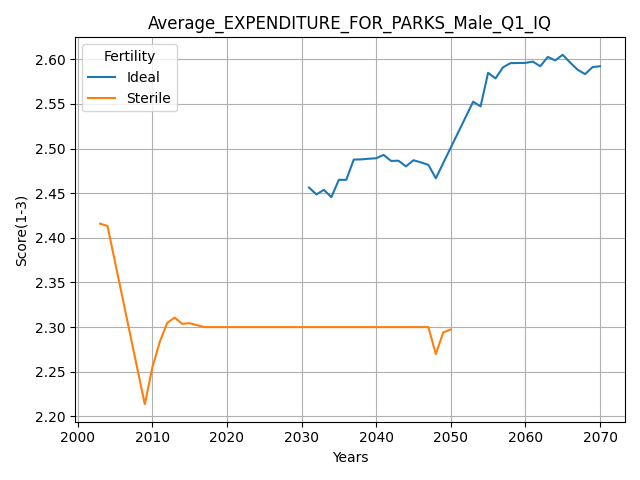 Average_EXPENDITURE_FOR_PARKS_Male_Q1_IQ
Fertility
Ideal
Sterile
Score(1-3)
2.60
2.55
2.50
2.45
2.40
2.35
2.30
2.25
2.20
2000 2010 2020 2030 2040 2050 2060 2070
Years